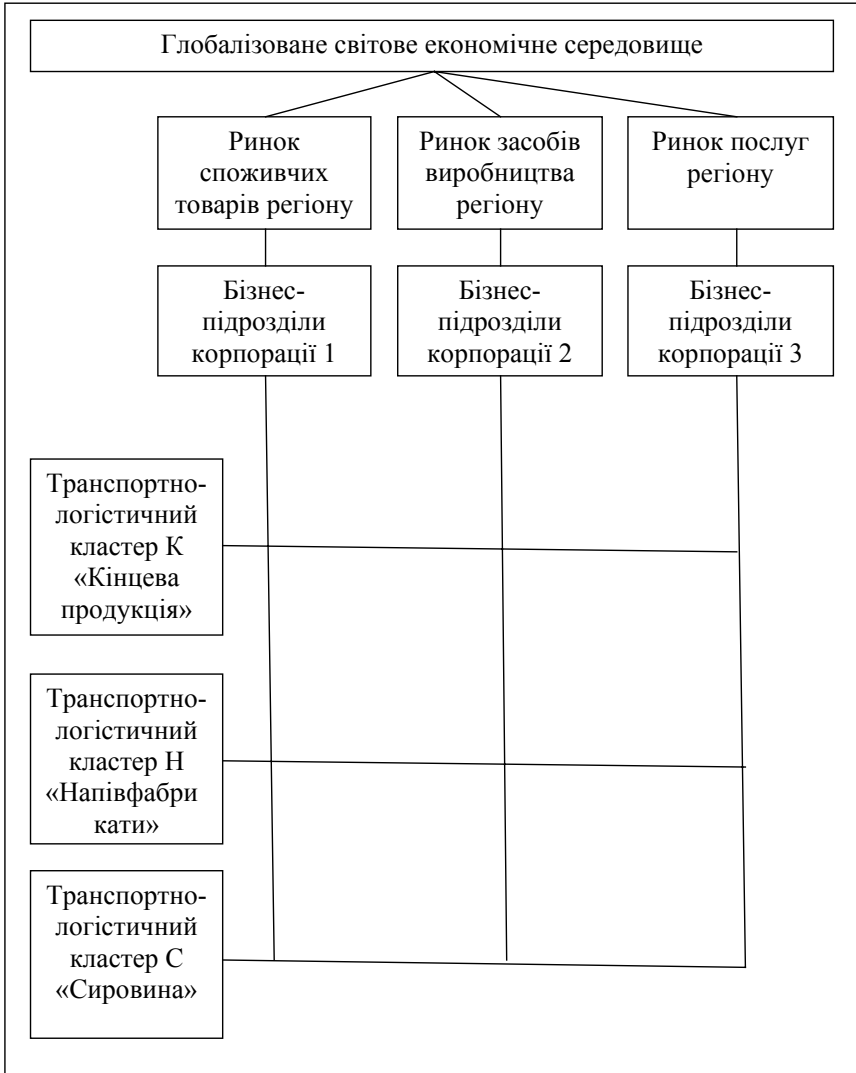 Глобалізоване світове економічне середовище
Ринок
споживчих
товарів регіону
Ринок засобів
виробництва
регіону
Ринок послуг
регіону
Бізнес-
підрозділи
корпорації 1
Бізнес-
підрозділи
корпорації 2
Бізнес-
підрозділи
корпорації 3
Транспортно-
логістичний
кластер К
«Кінцева
продукція»
Транспортно-
логістичний
кластер Н
«Напівфабри
кати»
Транспортно-
логістичний
кластер С
«Сировина»